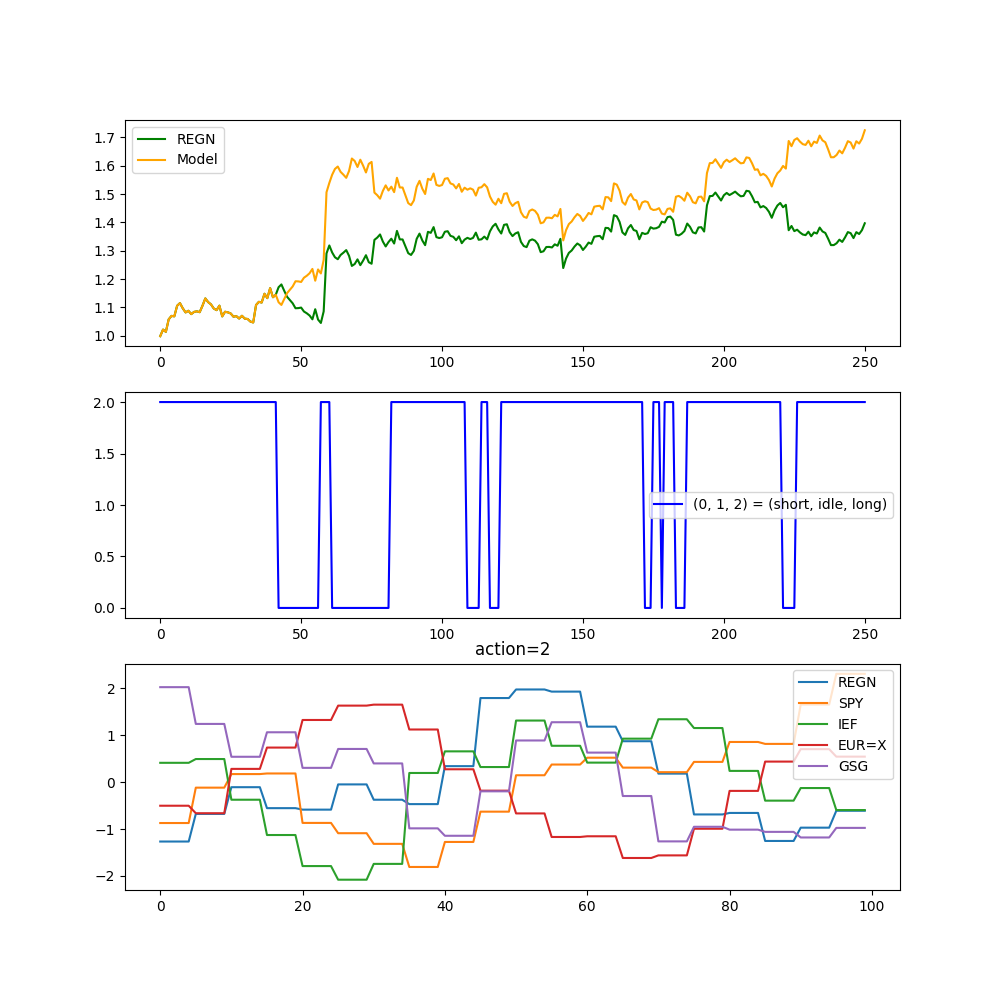 REGN
Model
1.7
1.6
1.5
1.4
1.3
1.2
1.1
1.0
0 50 100 150 200 250
2.0
1.5
1.0
0.5
0.0
(0, 1, 2) = (short, idle, long)
0 50 100 150 200 250
action=2
2
1
0
−1
−2
REGN
SPY
IEF
EUR=X
GSG
0 20 40 60 80 100